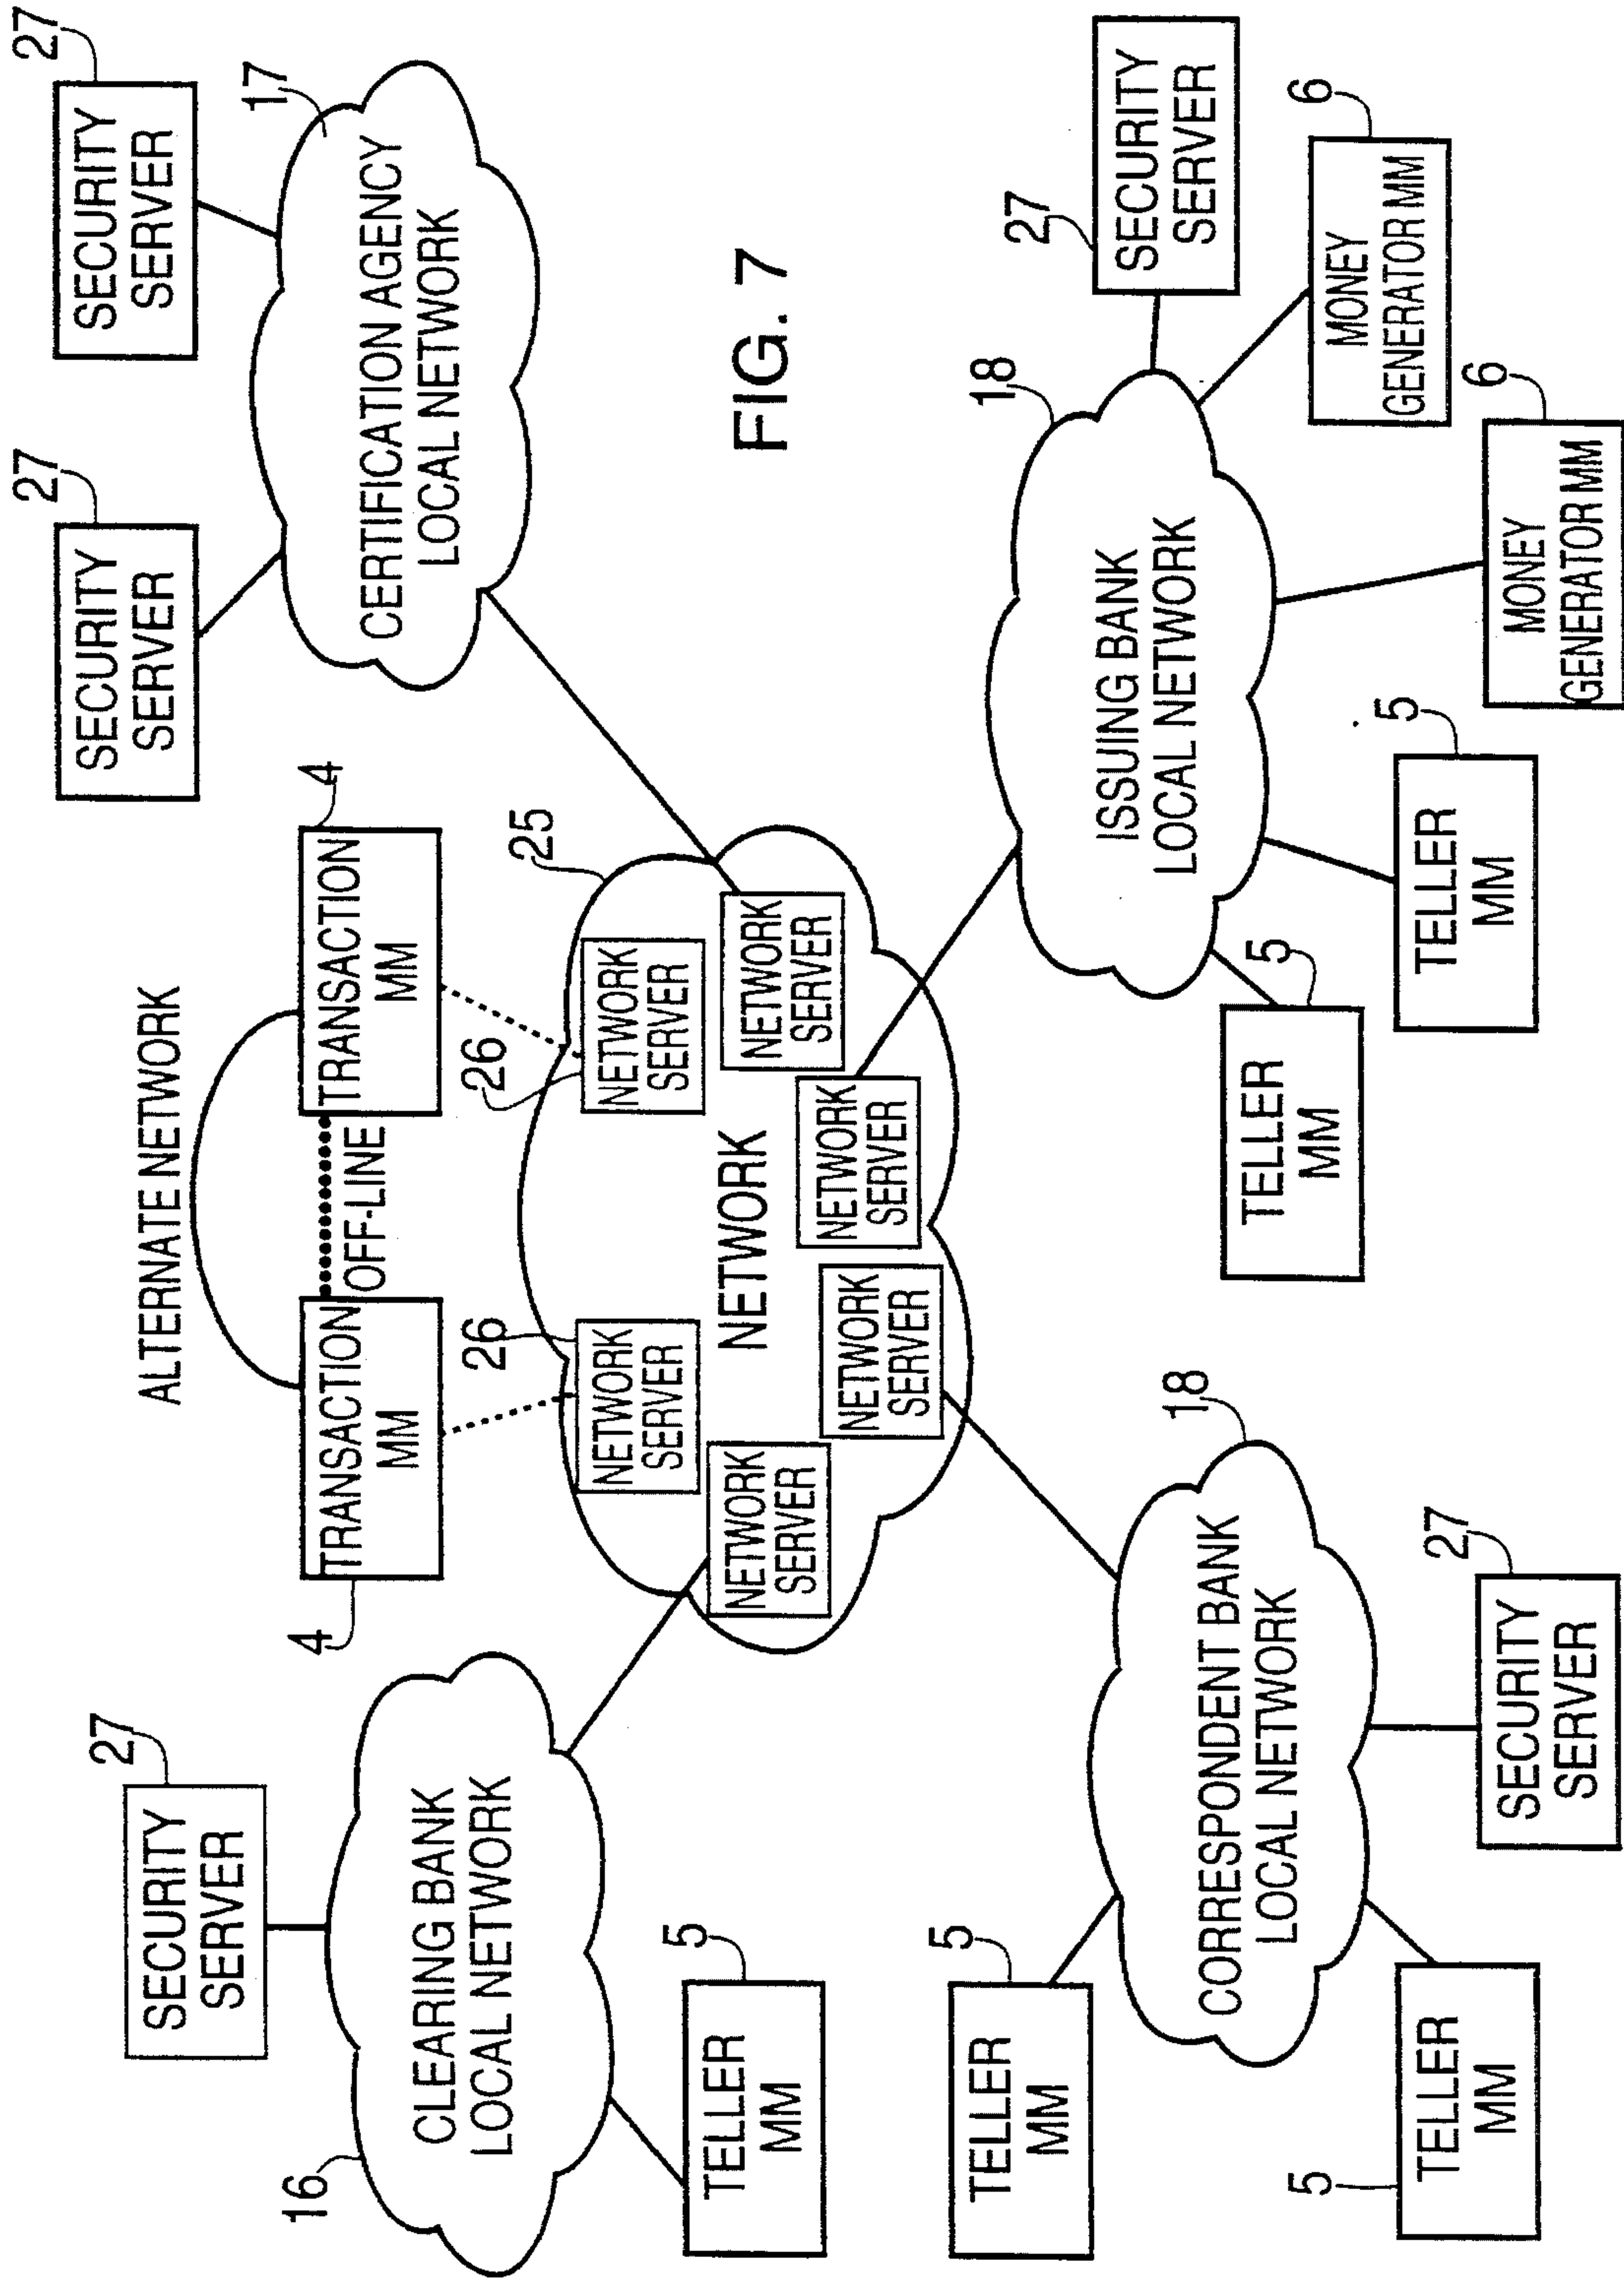 ALTERNATE NETWORK
27
SECURITY
SERVER
16
CLEARING BANK
LOCAL NETWORK
5
TELLER
MM
4
TRANSACTION
MM
OFF-LINE
4
TRANSACTION
MM
27
SECURITY
SERVER
27
SECURITY
SERVER
17
CERTIFICATION AGENCY
LOCAL NETWORK
25
26
NETWORK
SERVER
26
NETWORK
SERVER
NETWORK
SERVER
NETWORK
SERVER
NETWORK
NETWORK
SERVER
NETWORK
SERVER
FIG. 7
5
TELLER
MM
18
CORRESPONDENT BANK
LOCAL NETWORK
5
TELLER
MM
27
SECURITY
SERVER
18
ISSUING BANK
LOCAL NETWORK
27
SECURITY
SERVER
5
TELLER
MM
5
TELLER
MM
6
MONEY
GENERATOR MM
6
MONEY
GENERATOR MM